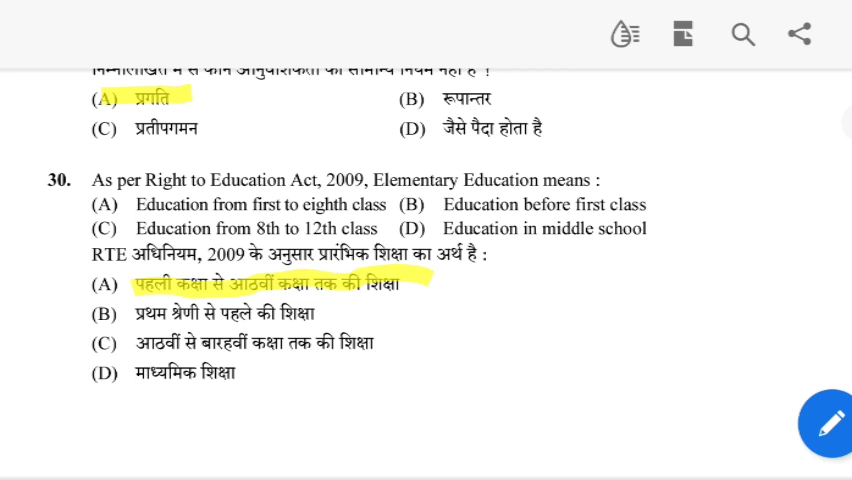 (A) प्रगति (B) रूपान्तर
(C) प्रतीपगमन (D) जैसे पैदा होता है
30. As per Right to Education Act, 2009, Elementary Education means :
(A) Education from first to eighth class (B) Education before first class
(C) Education from 8th to 12th class (D) Education in middle school
RTE अधिनियम, 2009 के अनुसार प्रारंभिक शिक्षा का अर्थ है :
(A) पहली कक्षा से आठवीं कक्षा तक की शिक्षा
(B) प्रथम श्रेणी से पहले की शिक्षा
(C) आठवीं से बारहवीं कक्षा तक की शिक्षा
(D) माध्यमिक शिक्षा